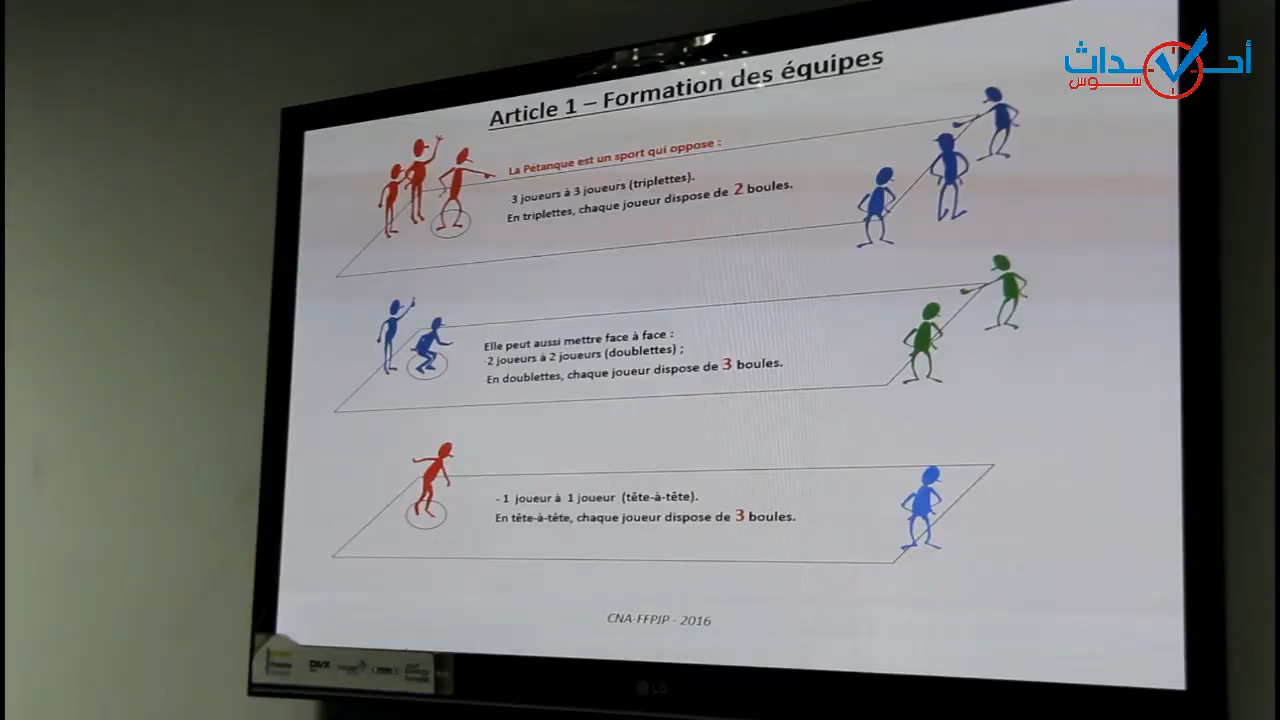 أحداث
سوس
Article 1 – Formation des équipes
La Pétanque est un sport qui oppose :
-3 joueurs à 3 joueurs (triplettes).
En triplettes, chaque joueur dispose de 2 boules.
Elle peut aussi mettre face à face :
-2 joueurs à 2 joueurs (doublettes) ;
En doublettes, chaque joueur dispose de 3 boules.
- 1 joueur à 1 joueur (tête-à-tête).
En tête-à-tête, chaque joueur dispose de 3 boules.
CNA-FFPJP - 2016
DIVX
LG